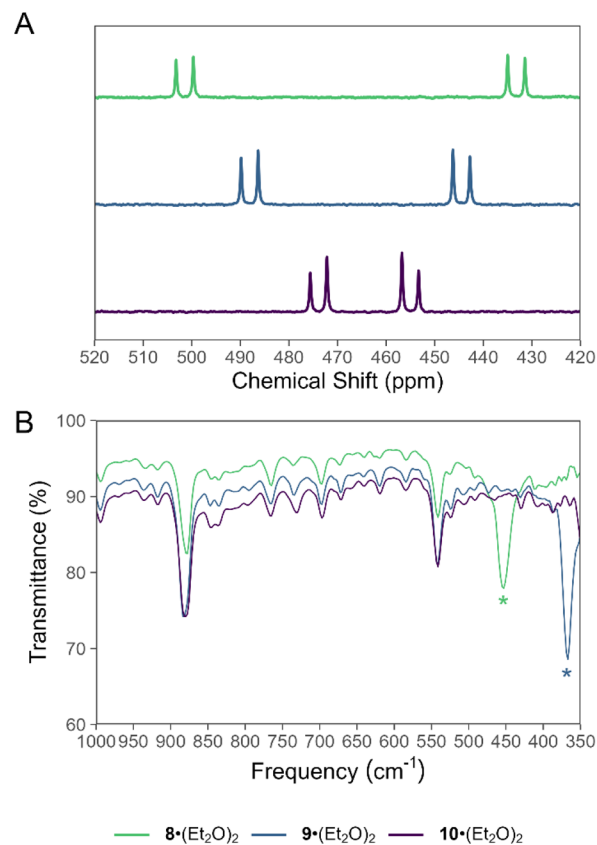 A
520 510 500 490 480 470 460 450 440 430 420
Chemical Shift (ppm)
B
100
90
80
70
60
Transmittance (%)
*
*
1000 950 900 850 800 750 700 650 600 550 500 450 400 350
Frequency (cm⁻¹)
8•(Et₂O)₂ 9•(Et₂O)₂ 10•(Et₂O)₂